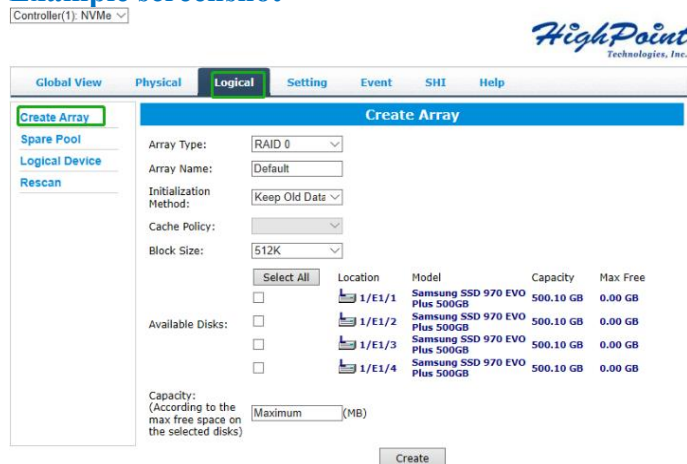 Example screenshot
Controller(1): NVMe
HighPoint
Technologies, Inc.
Global View Physical Logical Setting Event SHI Help
Create Array
Spare Pool
Logical Device
Rescan
Create Array
Array Type: RAID 0
Array Name: Default
Initialization
Method: Keep Old Data
Cache Policy:
Block Size: 512K
Select All Location Model Capacity Max Free
1/E1/1 Samsung SSD 970 EVO
Plus 500GB 500.10 GB 0.00 GB
Available Disks:
1/E1/2 Samsung SSD 970 EVO
Plus 500GB 500.10 GB 0.00 GB
1/E1/3 Samsung SSD 970 EVO
Plus 500GB 500.10 GB 0.00 GB
1/E1/4 Samsung SSD 970 EVO
Plus 500GB 500.10 GB 0.00 GB
Capacity:
(According to the
max free space on
the selected disks) Maximum (MB)
Create